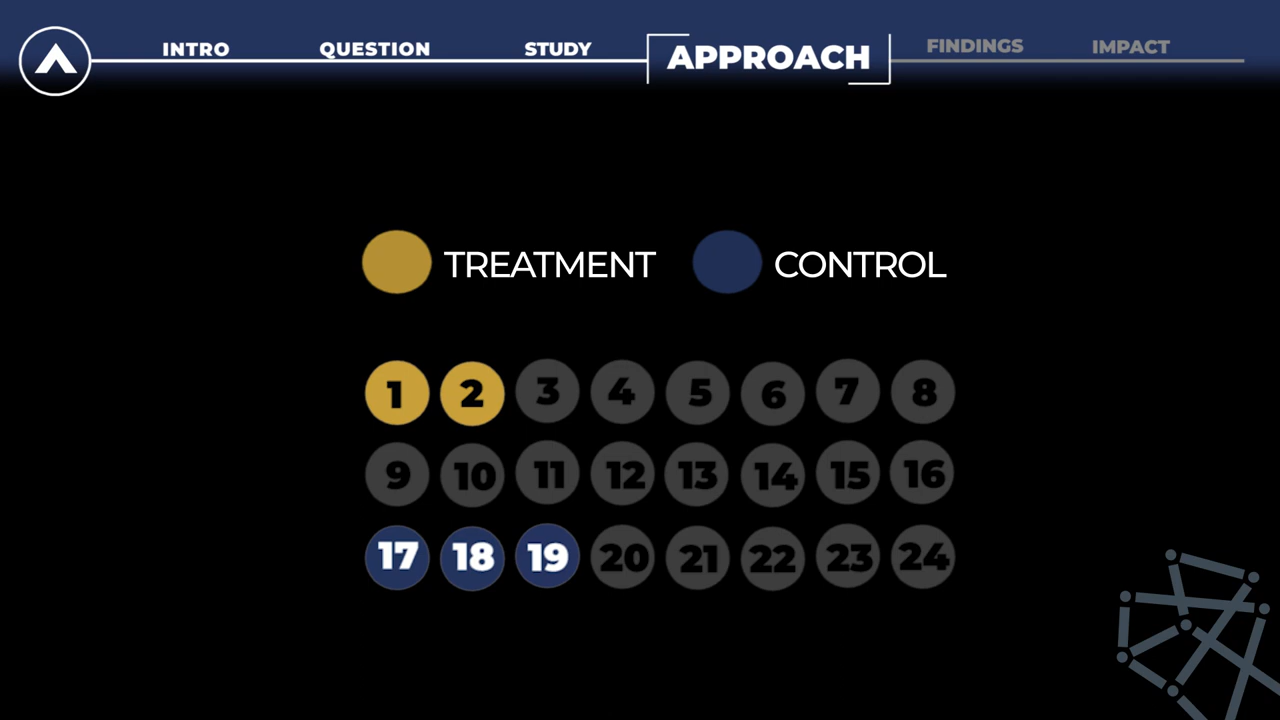 INTRO QUESTION STUDY APPROACH FINDINGS IMPACT
TREATMENT CONTROL
1 2 3 4 5 6 7 8
9 10 11 12 13 14 15 16
17 18 19 20 21 22 23 24